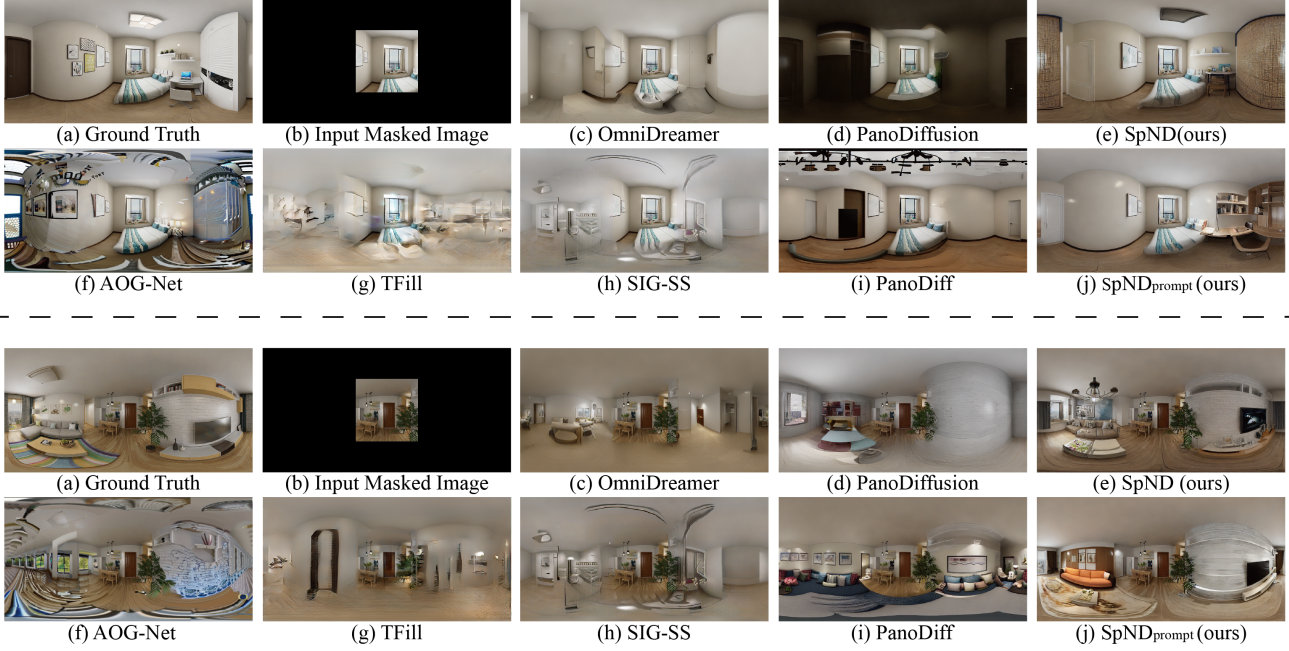 (a) Ground Truth (b) Input Masked Image (c) OmniDreamer (d) PanoDiffusion (e) SpND(ours)
(f) AOG-Net (g) TFill (h) SIG-SS (i) PanoDiff (j) SpNDprompt (ours)
(a) Ground Truth (b) Input Masked Image (c) OmniDreamer (d) PanoDiffusion (e) SpND (ours)
(f) AOG-Net (g) TFill (h) SIG-SS (i) PanoDiff (j) SpNDprompt (ours)